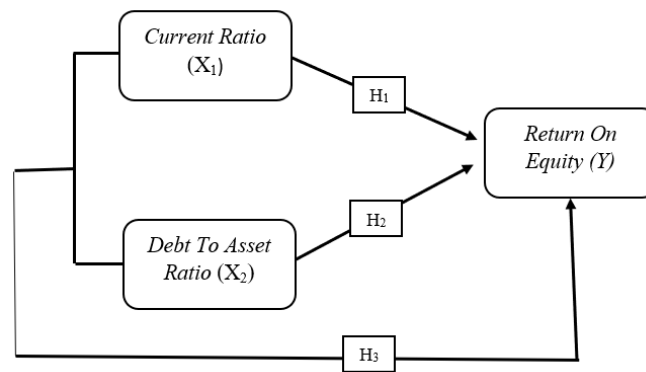 Current Ratio
(X₁)
H₁
Return On
Equity (Y)
H₂
Debt To Asset
Ratio (X₂)
H₃